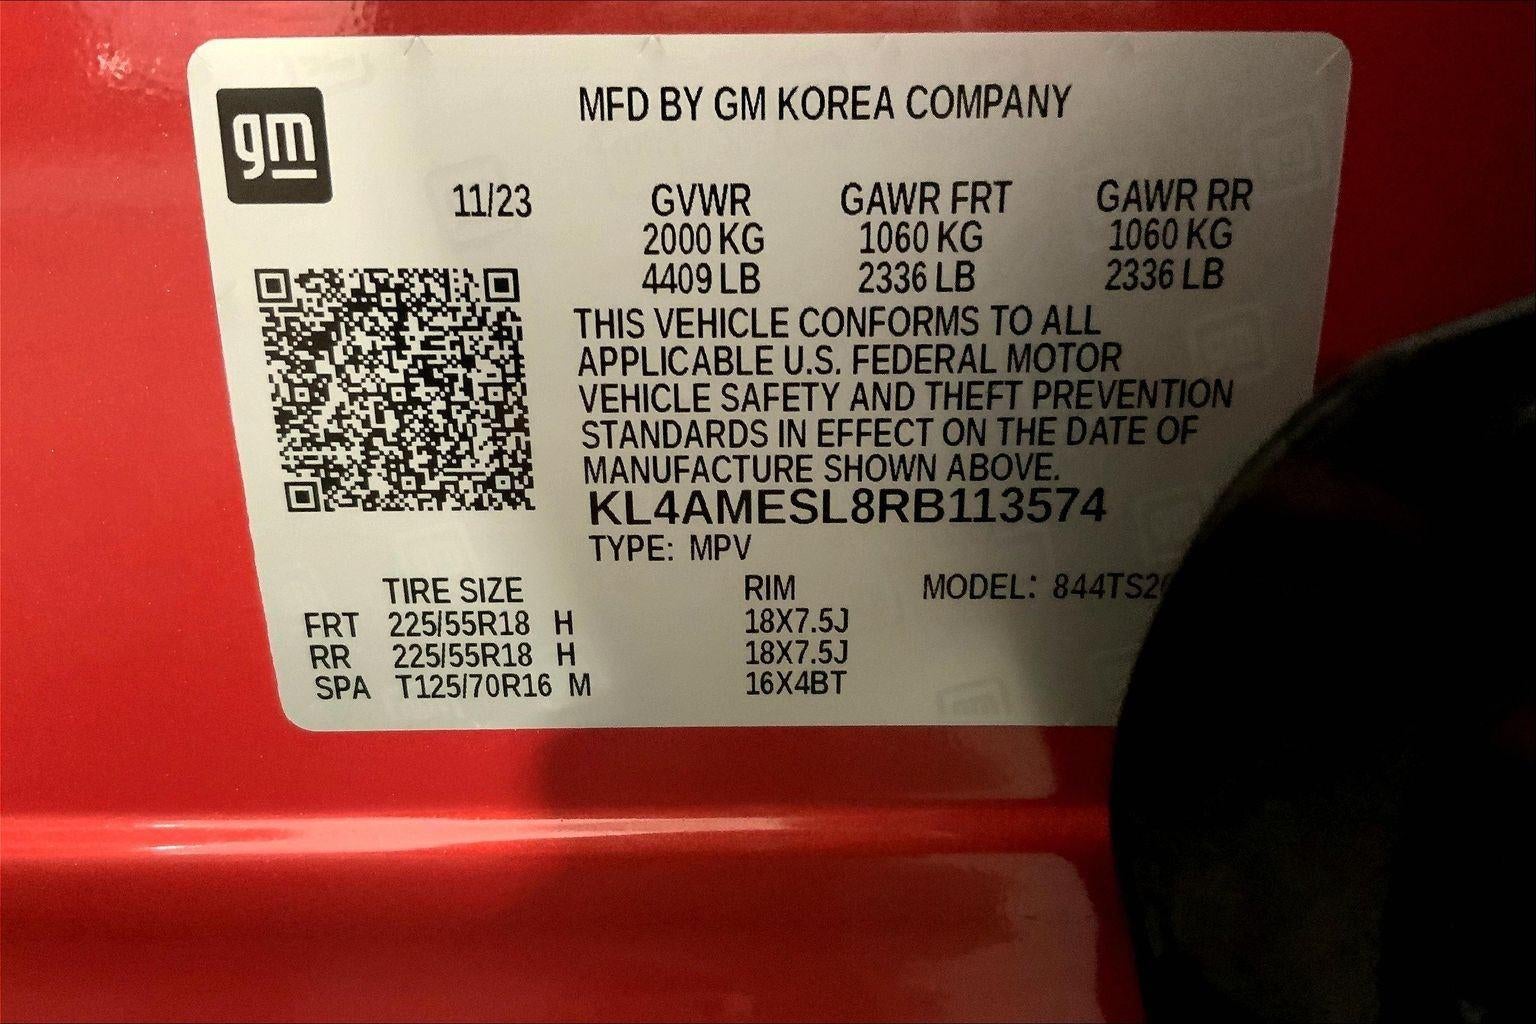 gm
MFD BY GM KOREA COMPANY
11/23 GVWR GAWR FRT GAWR RR
2000 KG 1060 KG 1060 KG
4409 LB 2336 LB 2336 LB
THIS VEHICLE CONFORMS TO ALL
APPLICABLE U.S. FEDERAL MOTOR
VEHICLE SAFETY AND THEFT PREVENTION
STANDARDS IN EFFECT ON THE DATE OF
MANUFACTURE SHOWN ABOVE.
KL4AMESL8RB113574
TYPE: MPV
TIRE SIZE RIM MODEL:
FRT 225/55R18 H 18X7.5J
RR 225/55R18 H 18X7.5J
SPA T125/70R16 M 16X4BT